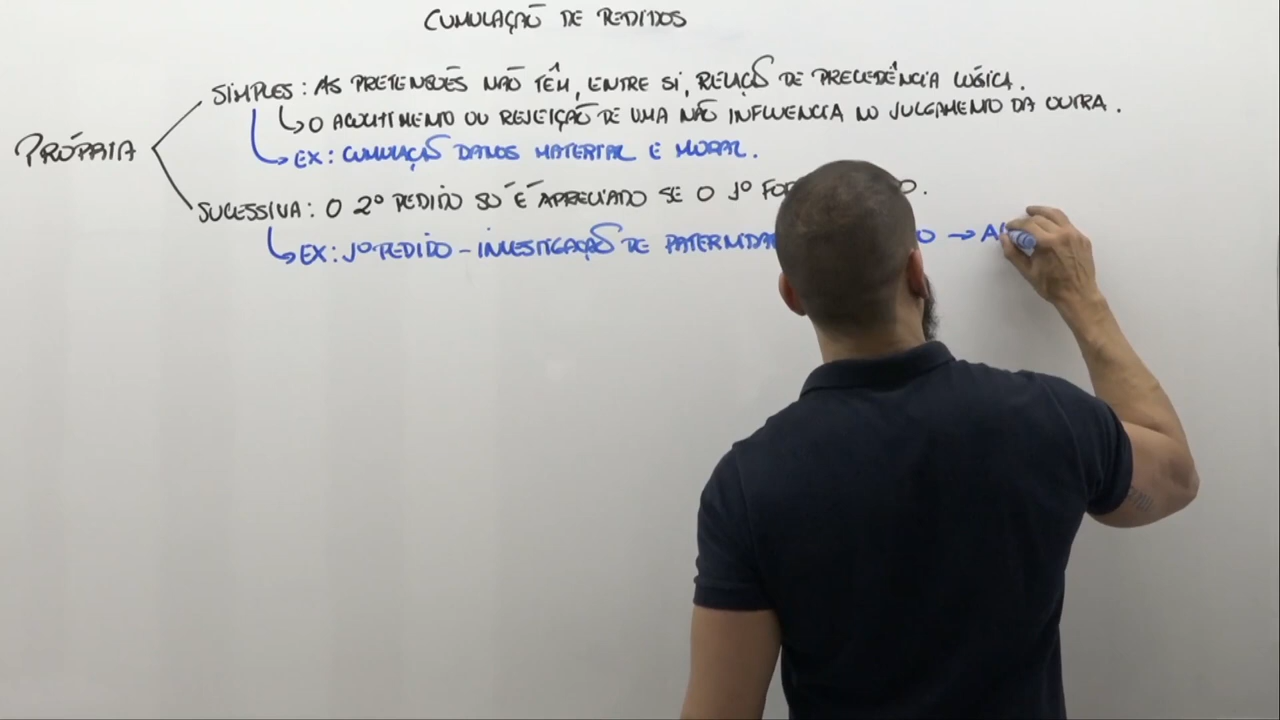 CUMULAÇÃO DE PEDIDOS
SIMPLES: AS PRETENSÕES NÃO TÊM, ENTRE SI, RELAÇÃO DE PRECEDÊNCIA LÓGICA.
O ACOLHIMENTO OU REJEIÇÃO DE UMA NÃO INFLUENCIA NO JULGAMENTO DA OUTRA.
PRÓPRIA
EX: CUMULAÇÃO DANOS MATERIAL E MORAL.
SUCESSIVA: O 2º PEDIDO SÓ É APRECIADO SE O 1º FOR
EX: 1º PEDIDO - INVESTIGAÇÃO DE →